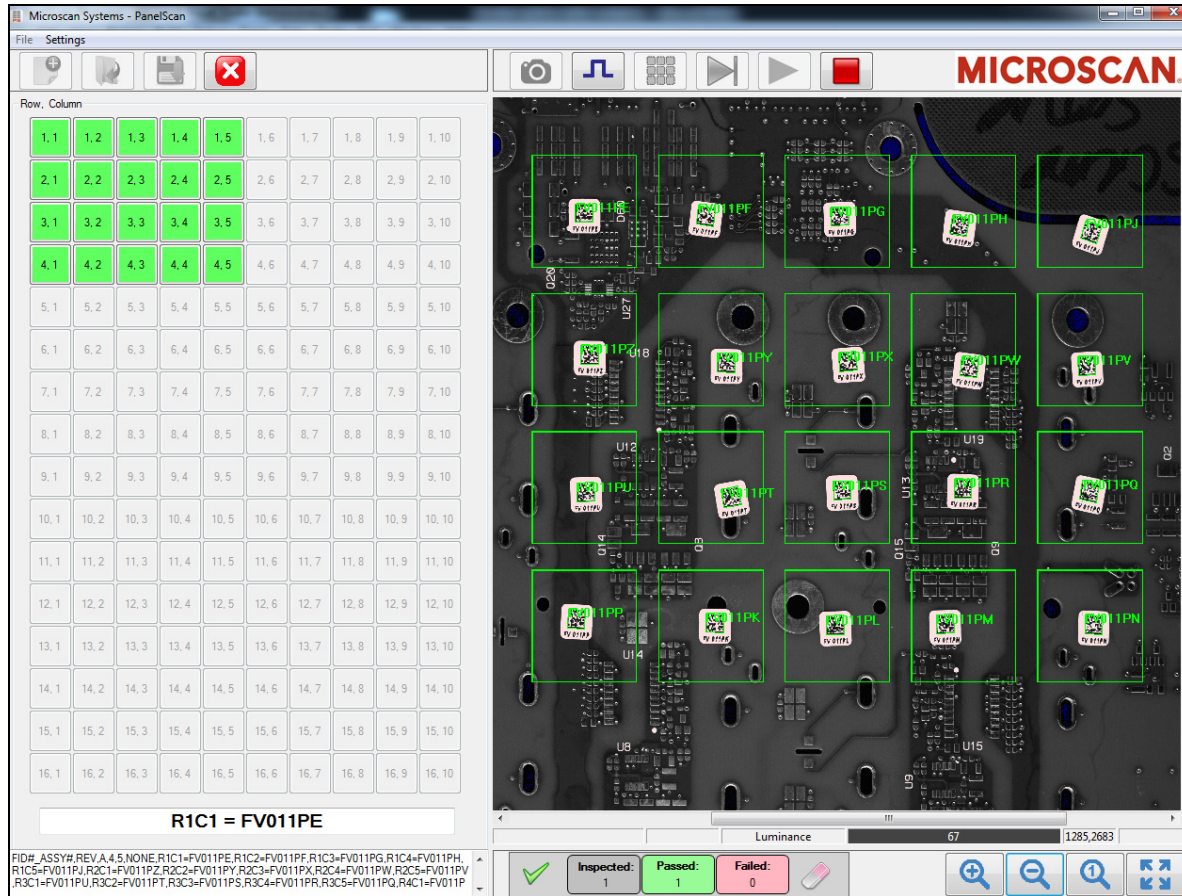 Microscan Systems - PanelScan
File Settings
MICROSCAN
Row, Column
1, 1 1, 2 1, 3 1, 4 1, 5 1, 6 1, 7 1, 8 1, 9 1, 10
2, 1 2, 2 2, 3 2, 4 2, 5 2, 6 2, 7 2, 8 2, 9 2, 10
3, 1 3, 2 3, 3 3, 4 3, 5 3, 6 3, 7 3, 8 3, 9 3, 10
4, 1 4, 2 4, 3 4, 4 4, 5 4, 6 4, 7 4, 8 4, 9 4, 10
5, 1 5, 2 5, 3 5, 4 5, 5 5, 6 5, 7 5, 8 5, 9 5, 10
6, 1 6, 2 6, 3 6, 4 6, 5 6, 6 6, 7 6, 8 6, 9 6, 10
7, 1 7, 2 7, 3 7, 4 7, 5 7, 6 7, 7 7, 8 7, 9 7, 10
8, 1 8, 2 8, 3 8, 4 8, 5 8, 6 8, 7 8, 8 8, 9 8, 10
9, 1 9, 2 9, 3 9, 4 9, 5 9, 6 9, 7 9, 8 9, 9 9, 10
10, 1 10, 2 10, 3 10, 4 10, 5 10, 6 10, 7 10, 8 10, 9 10, 10
11, 1 11, 2 11, 3 11, 4 11, 5 11, 6 11, 7 11, 8 11, 9 11, 10
12, 1 12, 2 12, 3 12, 4 12, 5 12, 6 12, 7 12, 8 12, 9 12, 10
13, 1 13, 2 13, 3 13, 4 13, 5 13, 6 13, 7 13, 8 13, 9 13, 10
14, 1 14, 2 14, 3 14, 4 14, 5 14, 6 14, 7 14, 8 14, 9 14, 10
15, 1 15, 2 15, 3 15, 4 15, 5 15, 6 15, 7 15, 8 15, 9 15, 10
16, 1 16, 2 16, 3 16, 4 16, 5 16, 6 16, 7 16, 8 16, 9 16, 10
R1C1 = FV011PE
FID#_ASSY#,REV,A,4,5,NONE,R1C1=FV011PE,R1C2=FV011PF,R1C3=FV011PG,R1C4=FV011PH,
R1C5=FV011PJ,R2C1=FV011PZ,R2C2=FV011PY,R2C3=FV011PX,R2C4=FV011PW,R2C5=FV011PV
,R3C1=FV011PU,R3C2=FV011PT,R3C3=FV011PS,R3C4=FV011PR,R3C5=FV011PQ,R4C1=FV011P
FV011PF FV011PG FV011PH FV011PJ
Q20
U27
FV011PZ U18 FV011PY FV011PX FV011PW FV011PV
U12 U19 Q2
FV011PU FV011PT FV011PS U13 FV011PR FV011PQ
Q14 Q3 Q15 Q9
FV011PP FV011PK FV011PL FV011PM FV011PN
U14
U8 U15
U9
Luminance 67 1285,2683
Inspected: 1 Passed: 1 Failed: 0
1